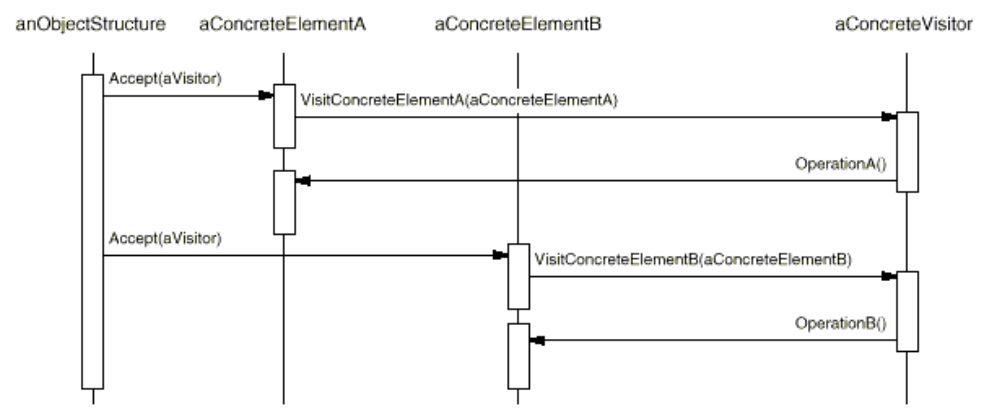 anObjectStructure aConcreteElementA aConcreteElementB aConcreteVisitor
Accept(aVisitor)
VisitConcreteElementA(aConcreteElementA)
OperationA()
Accept(aVisitor)
VisitConcreteElementB(aConcreteElementB)
OperationB()